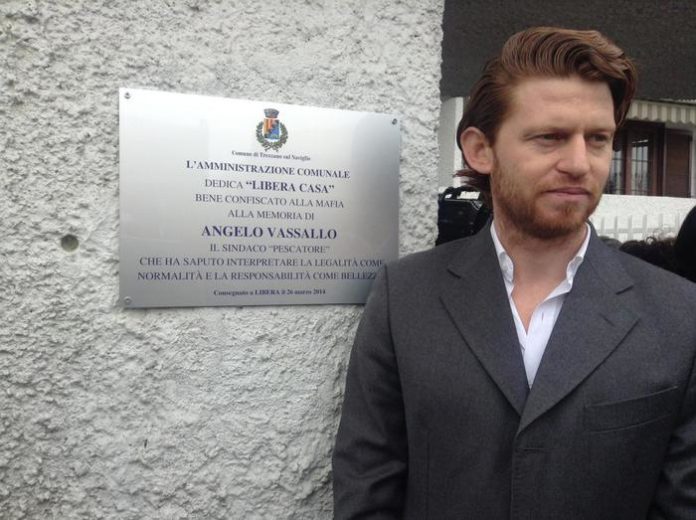 Comune di Trezzano sul Naviglio
L'AMMINISTRAZIONE COMUNALE
DEDICA "LIBERA CASA"
BENE CONFISCATO ALLA MAFIA
ALLA MEMORIA DI
ANGELO VASSALLO
IL SINDACO "PESCATORE"
CHE HA SAPUTO INTERPRETARE LA LEGALITÀ COME
NORMALITÀ E LA RESPONSABILITÀ COME BELLEZZ
Consegnato a LIBERA il 26 marzo 2014